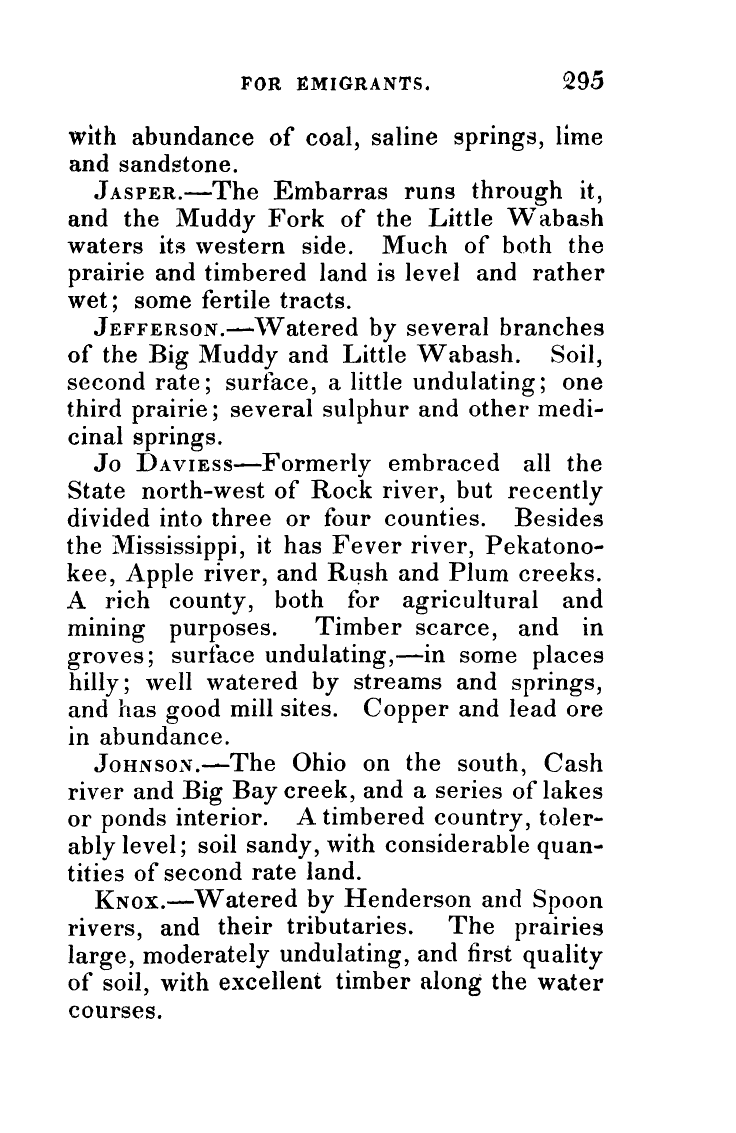 FOR EMIGRANTS. 295
with abundance of coal, saline springs, lime
and sandstone.
JASPER.—The Embarras runs through it,
and the Muddy Fork of the Little Wabash
waters its western side. Much of both the
prairie and timbered land is level and rather
wet; some fertile tracts.
JEFFERSON.—Watered by several branches
of the Big Muddy and Little Wabash. Soil,
second rate; surface, a little undulating; one
third prairie; several sulphur and other medi-
cinal springs.
JO DAVIESS—Formerly embraced all the
State north-west of Rock river, but recently
divided into three or four counties. Besides
the Mississippi, it has Fever river, Pekatono-
kee, Apple river, and Rush and Plum creeks.
A rich county, both for agricultural and
mining purposes. Timber scarce, and in
groves; surface undulating,—in some places
hilly; well watered by streams and springs,
and has good mill sites. Copper and lead ore
in abundance.
JOHNSON.—The Ohio on the south, Cash
river and Big Bay creek, and a series of lakes
or ponds interior. A timbered country, toler-
ably level; soil sandy, with considerable quan-
tities of second rate land.
KNOX.—Watered by Henderson and Spoon
rivers, and their tributaries. The prairies
large, moderately undulating, and first quality
of soil, with excellent timber along the water
courses.